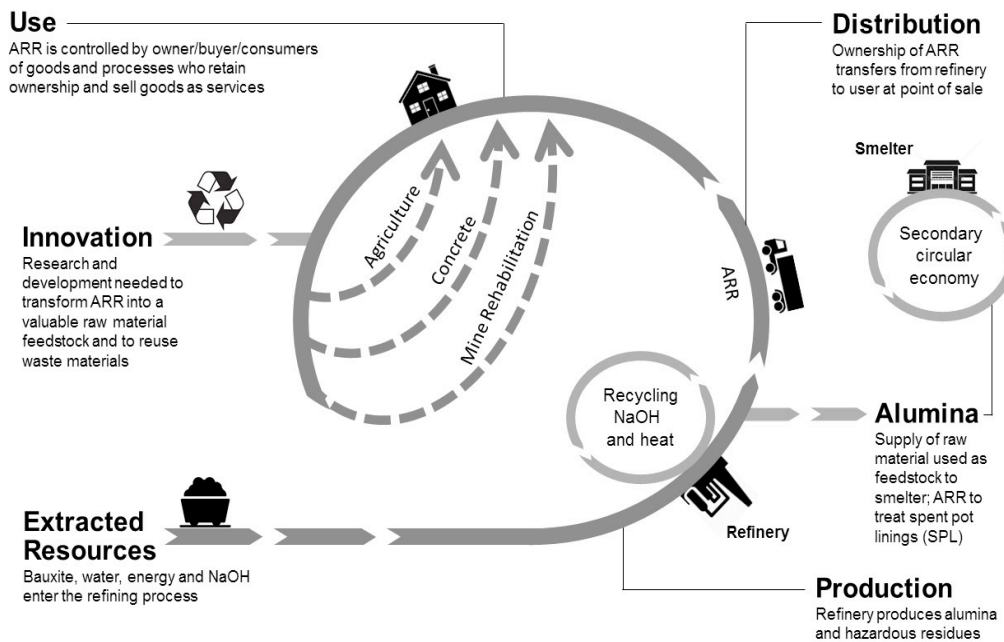 Use
ARR is controlled by owner/buyer/consumers
of goods and processes who retain
ownership and sell goods as services
Distribution
Ownership of ARR
transfers from refinery
to user at point of sale
Smelter
Secondary
circular
economy
Innovation
Research and
development needed to
transform ARR into a
valuable raw material
feedstock and to reuse
waste materials
Agriculture
Concrete
Mine Rehabilitation
ARR
Recycling
NaOH
and heat
Alumina
Supply of raw
material used as
feedstock to
smelter; ARR to
treat spent pot
linings (SPL)
Refinery
Extracted
Resources
Bauxite, water, energy and NaOH
enter the refining process
Production
Refinery produces alumina
and hazardous residues